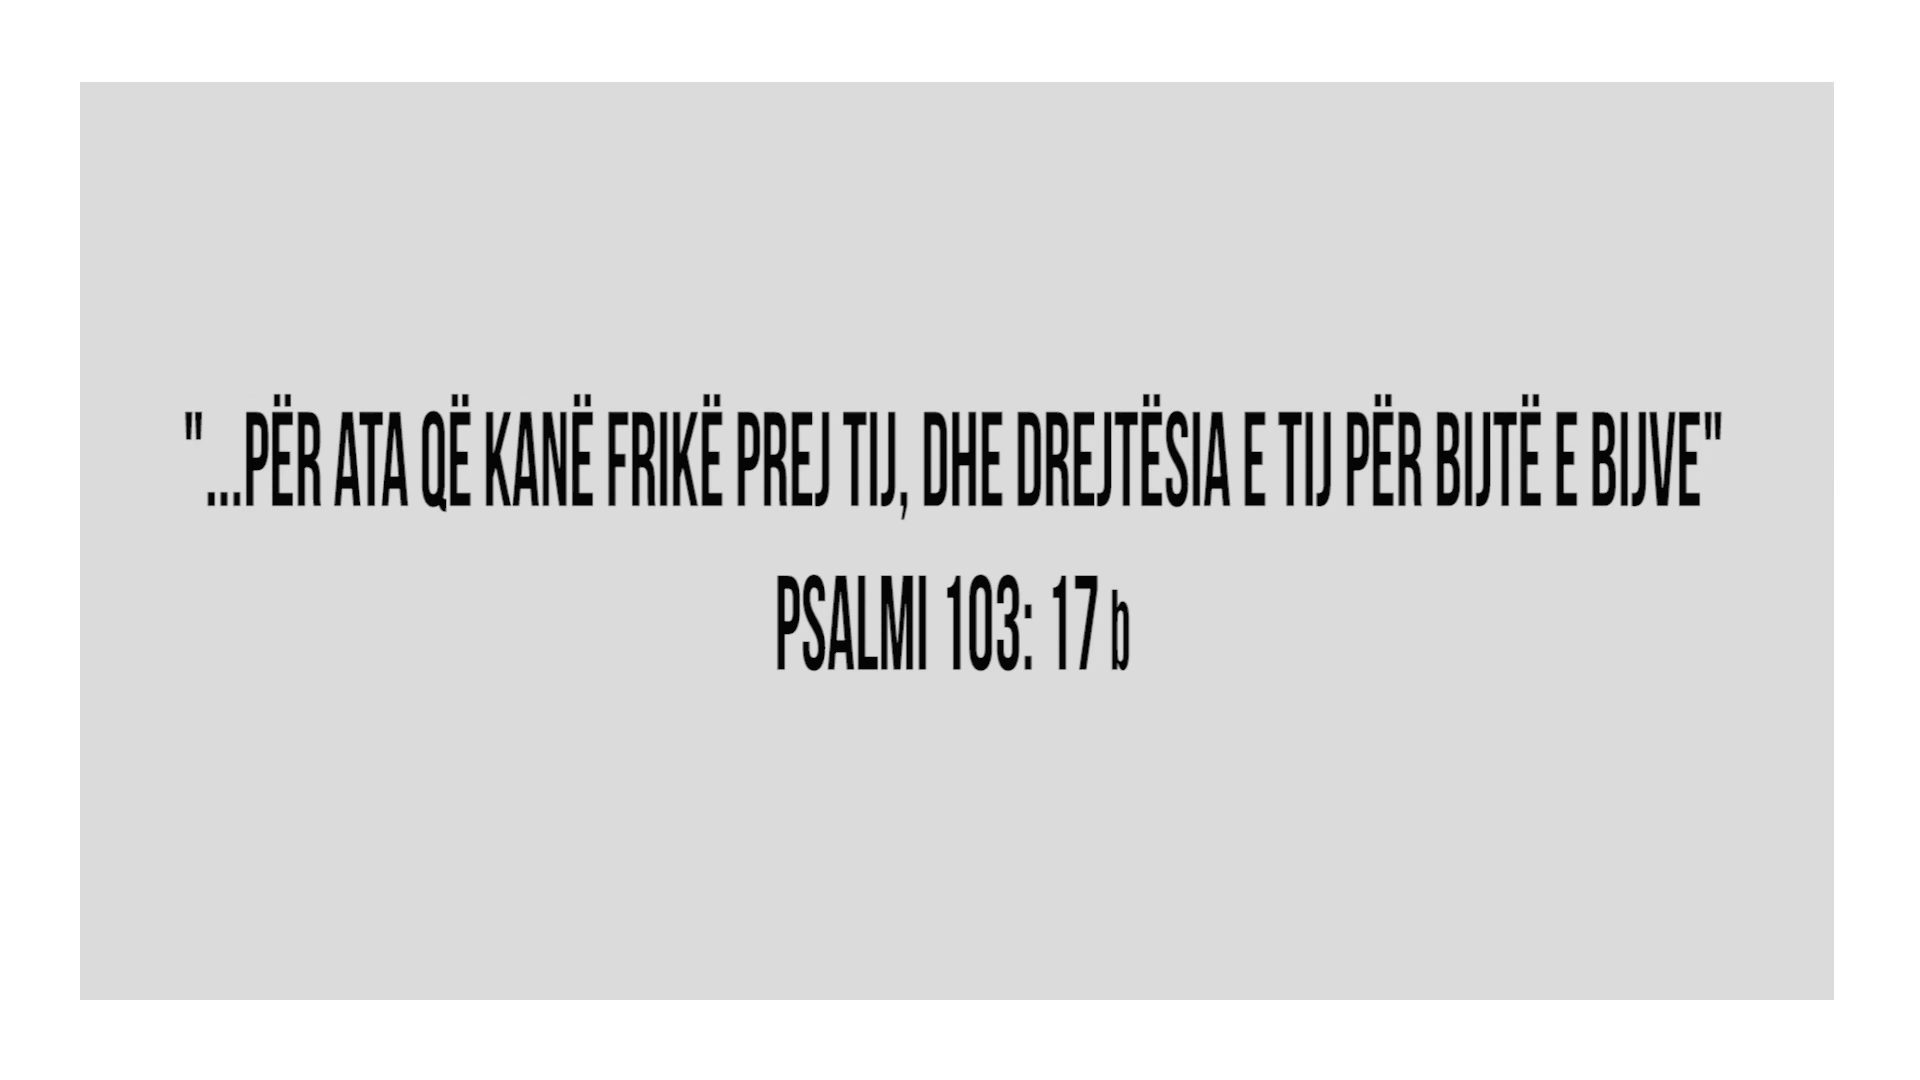 "...PËR ATA QË KANË FRIKË PREJ TIJ, DHE DREJTËSIA E TIJ PËR BIJTË E BIJVE"
PSALMI 103: 17 b